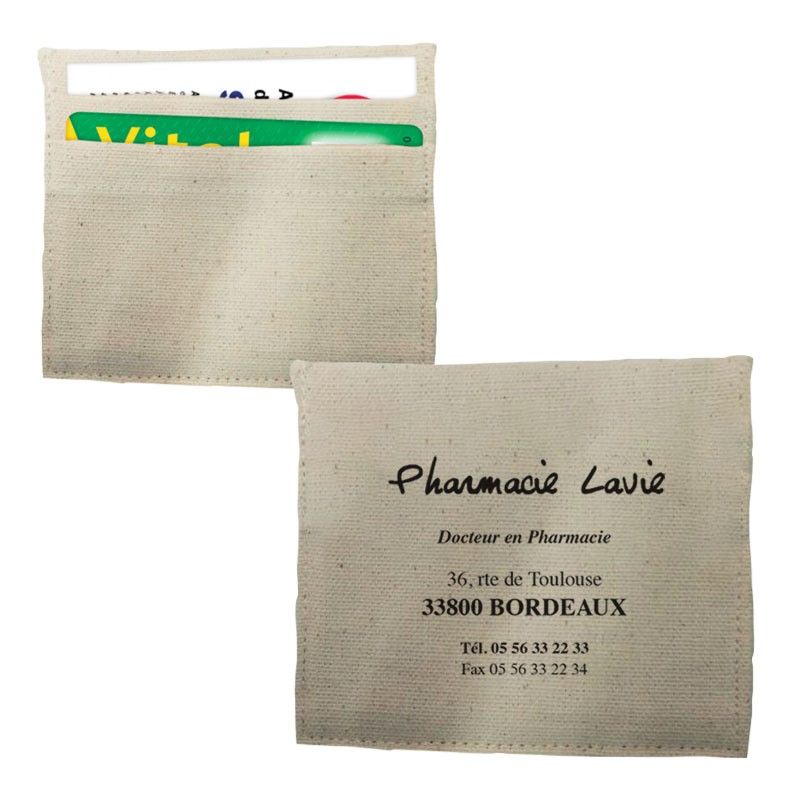 Pharmacie Lavie
Docteur en Pharmacie
36, rte de Toulouse
33800 BORDEAUX
Tél. 05 56 33 22 33
Fax 05 56 33 22 34